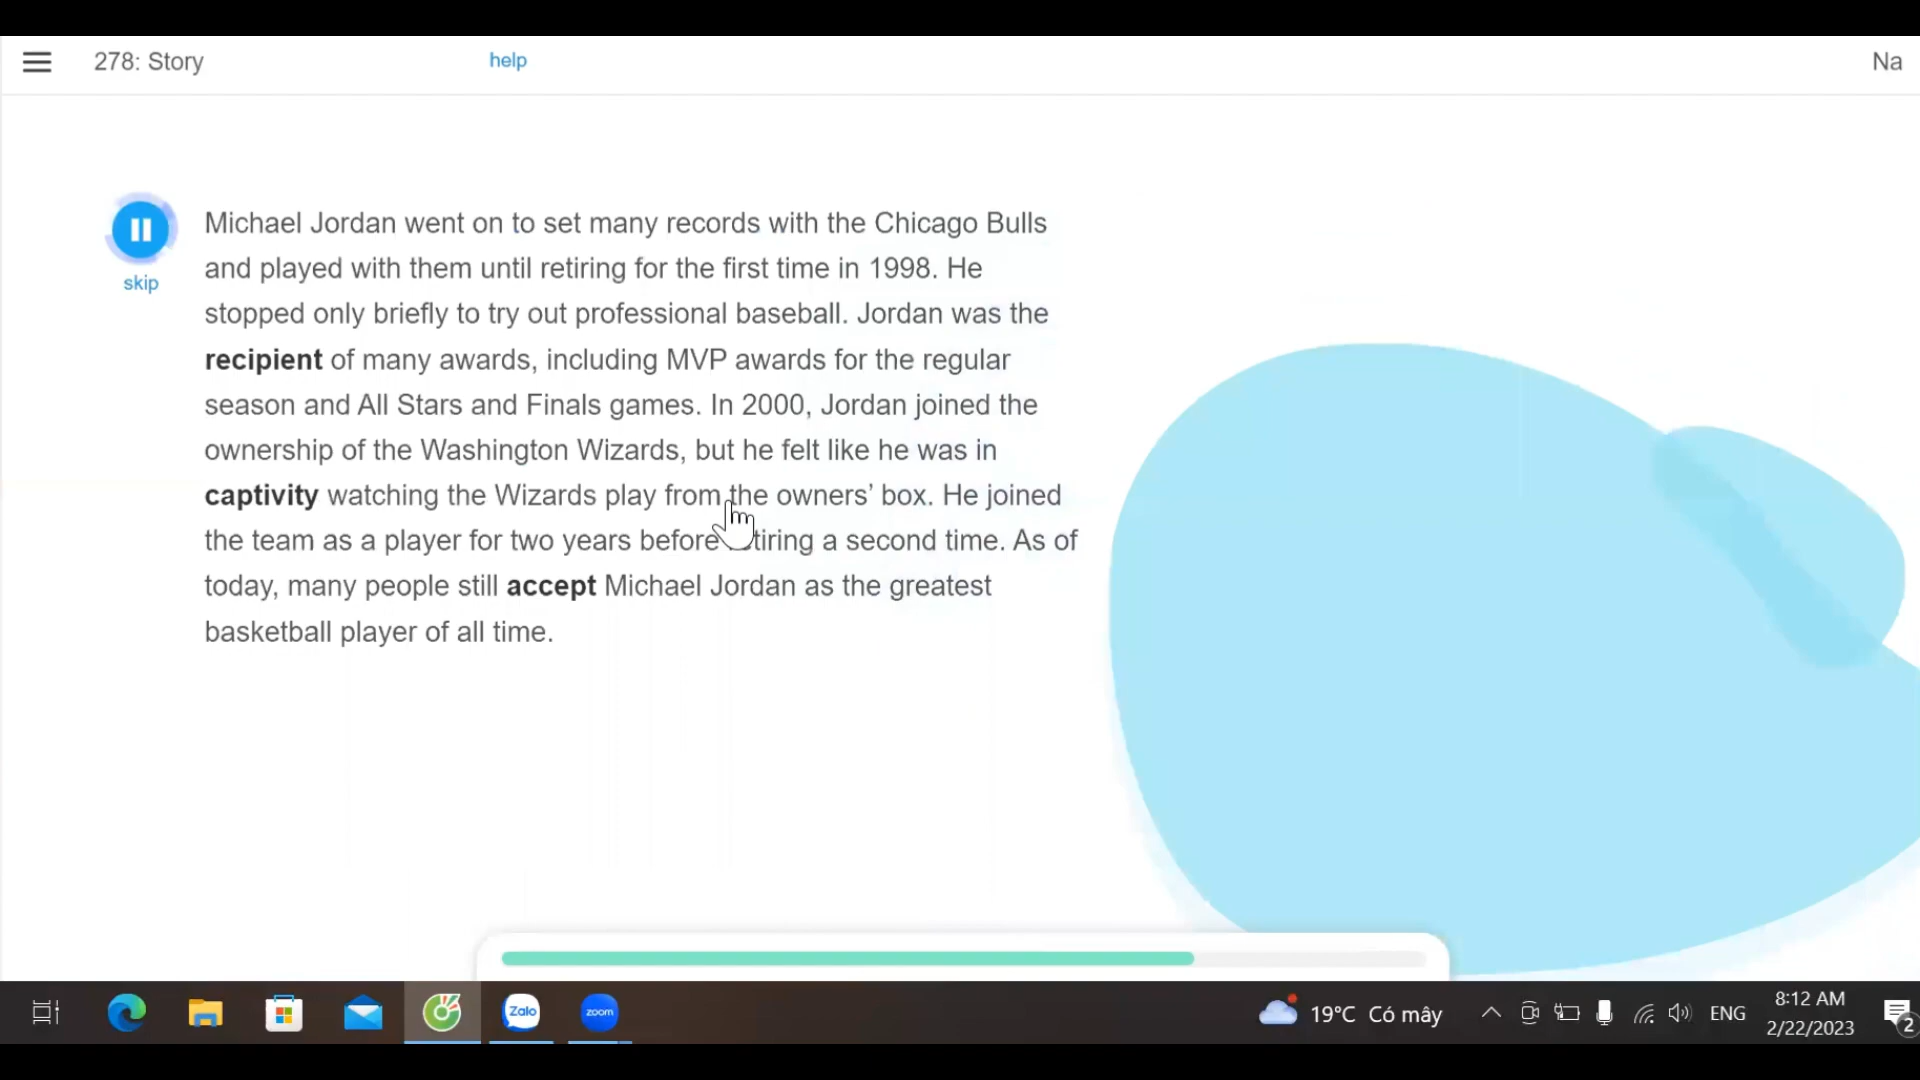 278: Story
help
Na
skip
Michael Jordan went on to set many records with the Chicago Bulls
and played with them until retiring for the first time in 1998. He
stopped only briefly to try out professional baseball. Jordan was the
recipient of many awards, including MVP awards for the regular
season and All Stars and Finals games. In 2000, Jordan joined the
ownership of the Washington Wizards, but he felt like he was in
captivity watching the Wizards play from the owners’ box. He joined
the team as a player for two years before retiring a second time. As of
today, many people still accept Michael Jordan as the greatest
basketball player of all time.
Zalo
zoom
19°C Có mây
ENG
8:12 AM
2/22/2023
2